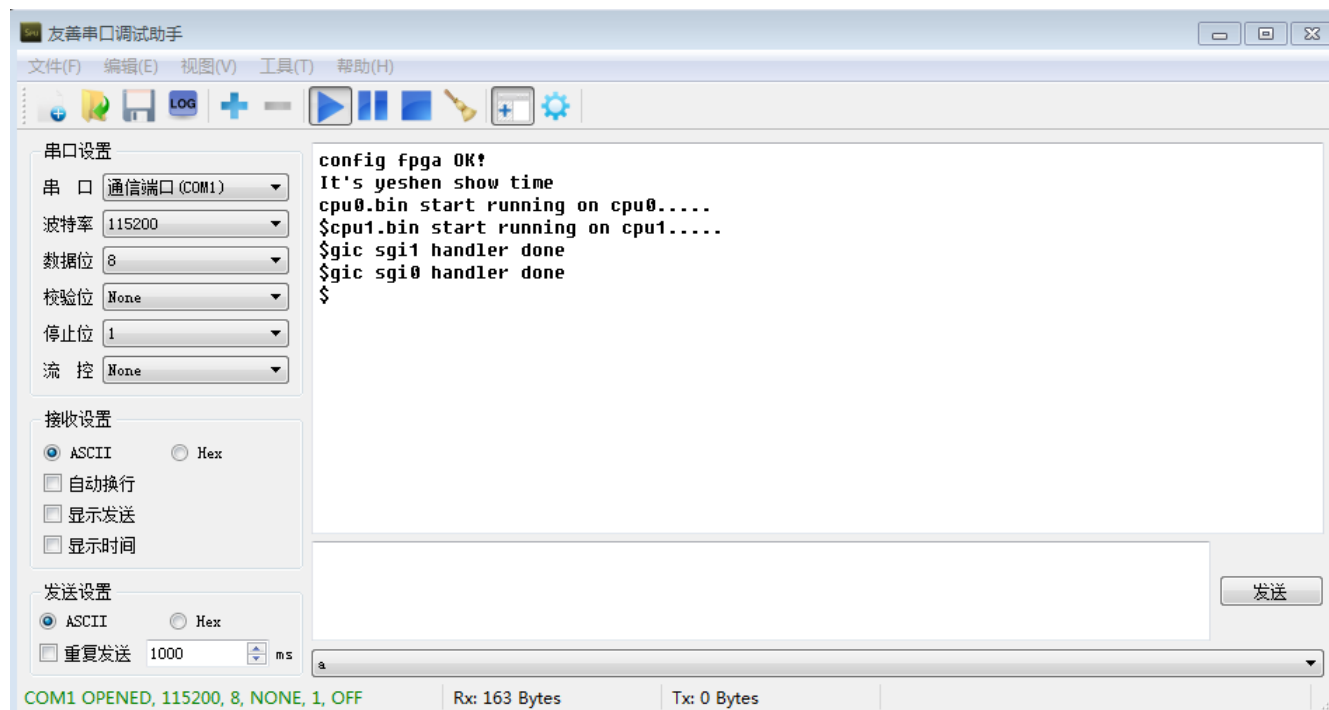 友善串口调试助手
文件(F) 编辑(E) 视图(V) 工具(T) 帮助(H)
LOG
串口设置
串 口 通信端口(COM1)
波特率 115200
数据位 8
校验位 None
停止位 1
流 控 None
接收设置
ASCII Hex
自动换行
显示发送
显示时间
发送设置
ASCII Hex
重复发送 1000 ms
config fpga OK!
It's yeshen show time
cpu0.bin start running on cpu0.....
$cpu1.bin start running on cpu1.....
$gic sgi1 handler done
$gic sgi0 handler done
$
发送
a
COM1 OPENED, 115200, 8, NONE, 1, OFF Rx: 163 Bytes Tx: 0 Bytes